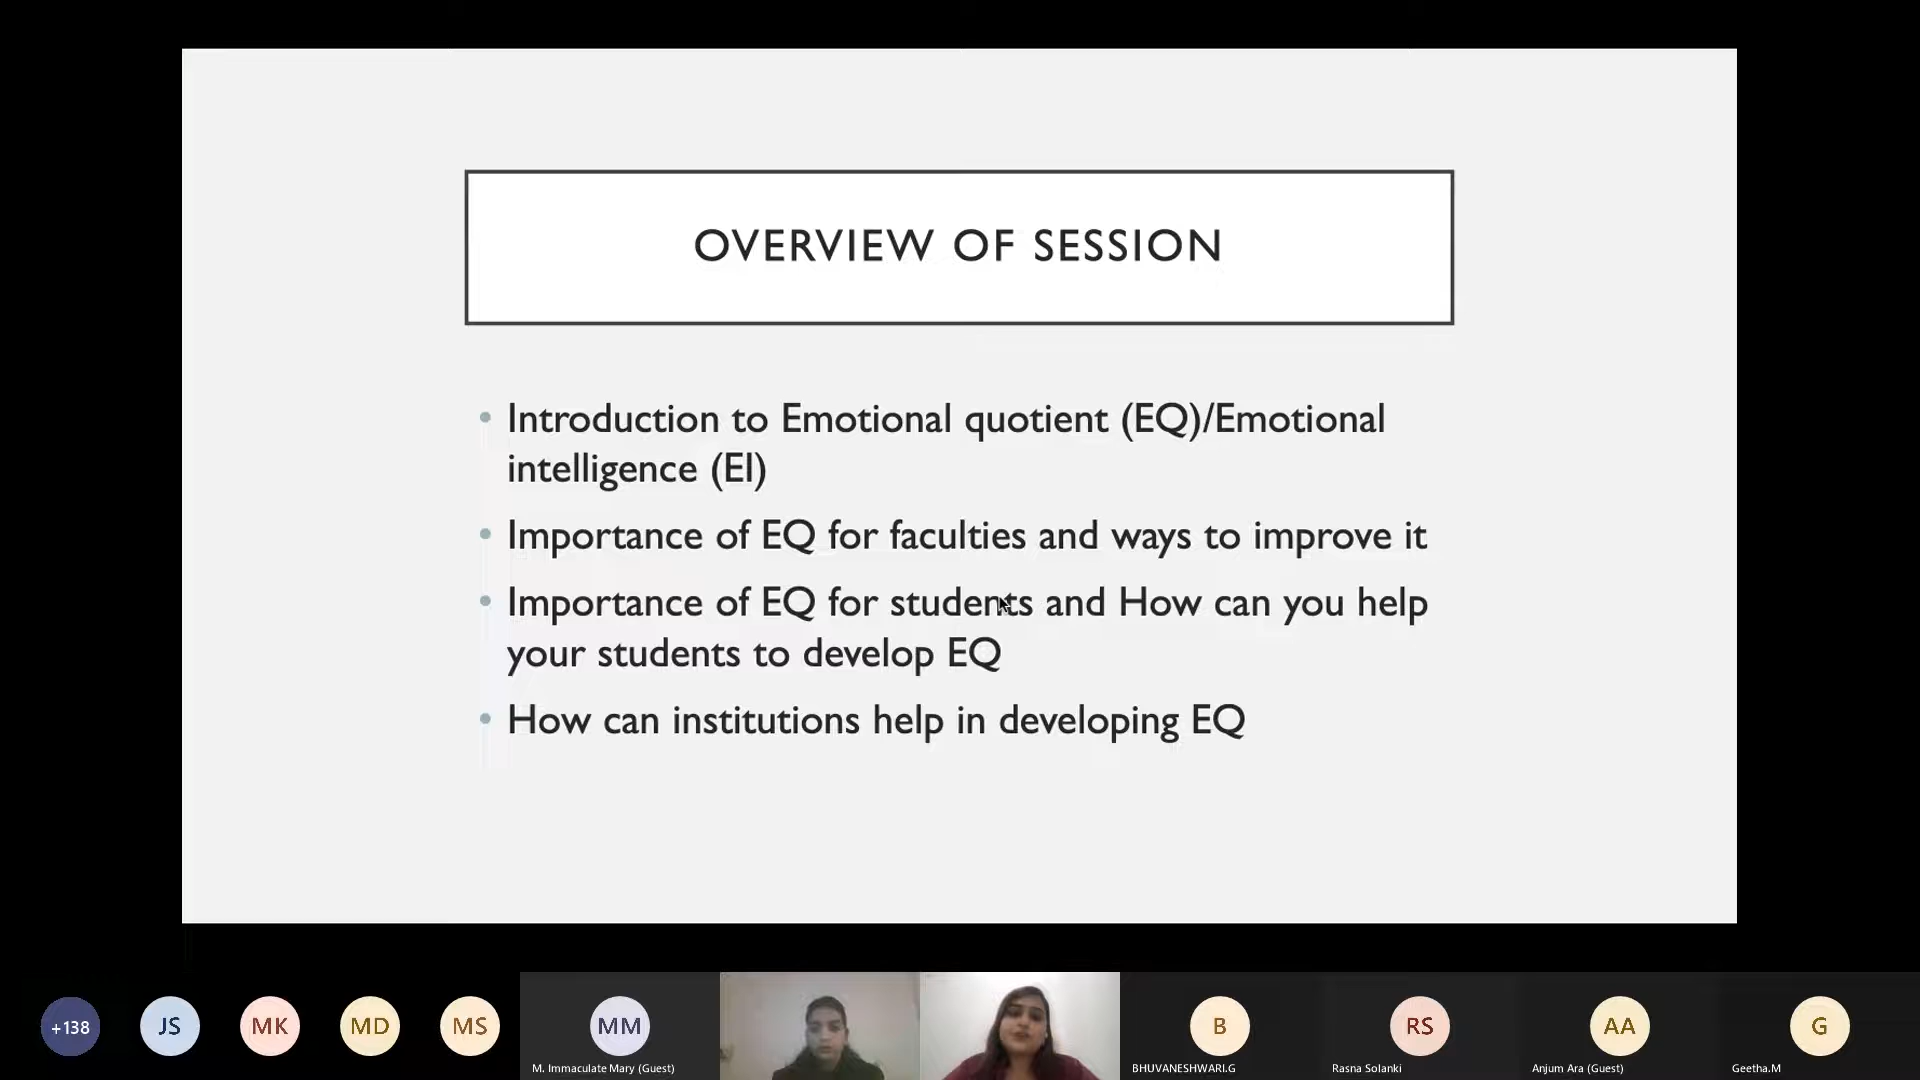 OVERVIEW OF SESSION
• Introduction to Emotional quotient (EQ)/Emotional
intelligence (EI)
• Importance of EQ for faculties and ways to improve it
• Importance of EQ for students and How can you help
your students to develop EQ
• How can institutions help in developing EQ
+138
JS
MK
MD
MS
MM
M. Immaculate Mary (Guest)
B
BHUVANESHWARI.G
RS
Rasna Solanki
AA
Anjum Ara (Guest)
G
Geetha.M